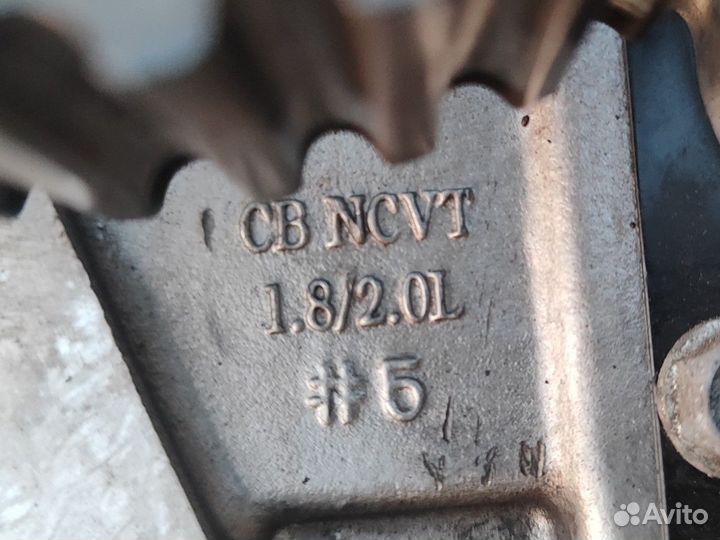 CB NCVT
1.8/2.0L
#5
Avito